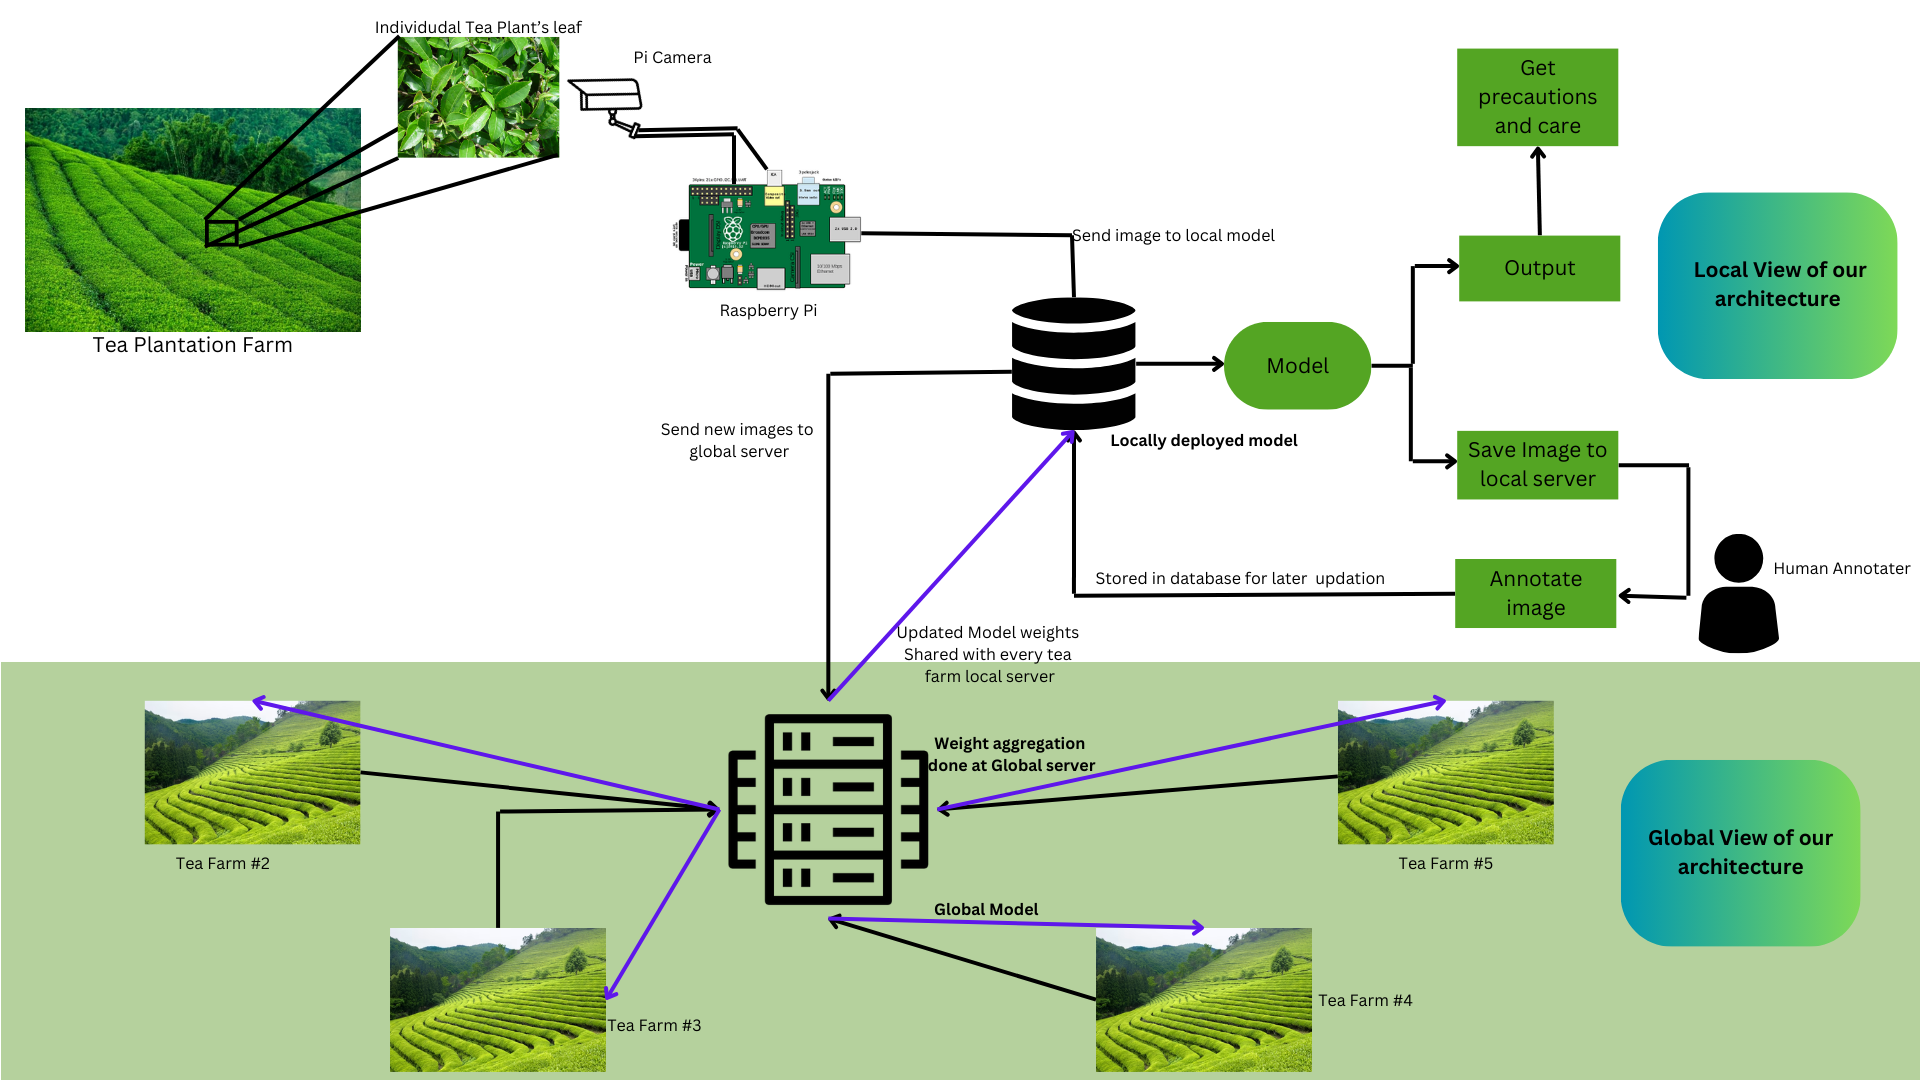 Individudal Tea Plant's leaf
Pi Camera
Tea Plantation Farm
Raspberry Pi
Power
Send image to local model
Get
precautions
and care
Output
Local View of our
architecture
Model
Locally deployed model
Send new images to
global server
Save Image to
local server
Human Annotater
Annotate
image
Stored in database for later updation
Updated Model weights
Shared with every tea
farm local server
Weight aggregation
done at Global server
Tea Farm #2
Tea Farm #5
Global View of our
architecture
Global Model
Tea Farm #3
Tea Farm #4